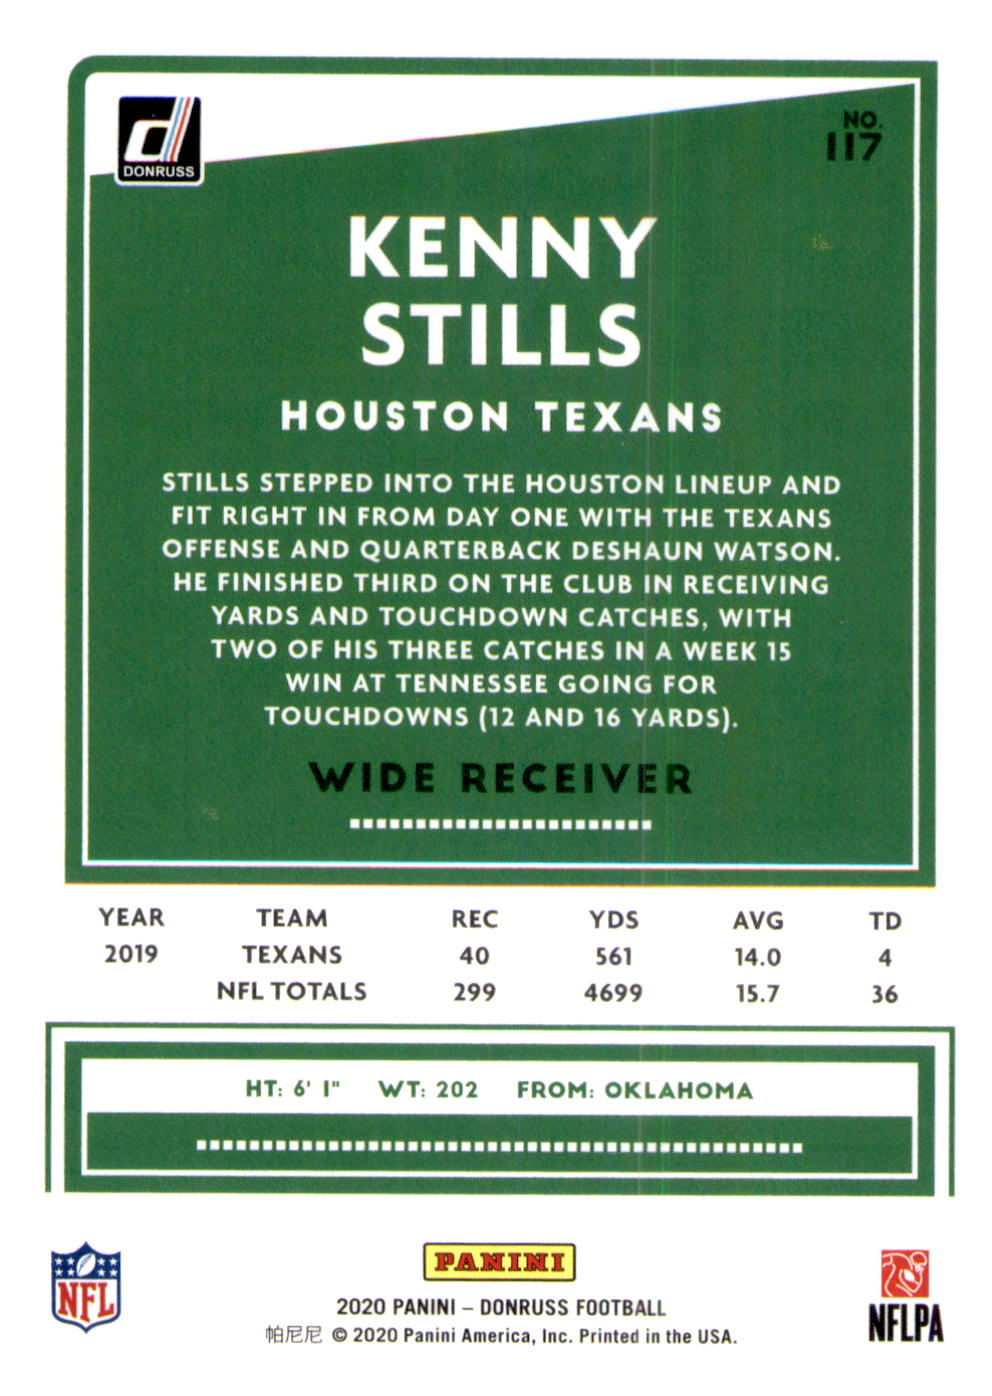 DONRUSS
NO.
117
KENNY
STILLS
HOUSTON TEXANS
STILLS STEPPED INTO THE HOUSTON LINEUP AND
FIT RIGHT IN FROM DAY ONE WITH THE TEXANS
OFFENSE AND QUARTERBACK DESHAUN WATSON.
HE FINISHED THIRD ON THE CLUB IN RECEIVING
YARDS AND TOUCHDOWN CATCHES, WITH
TWO OF HIS THREE CATCHES IN A WEEK 15
WIN AT TENNESSEE GOING FOR
TOUCHDOWNS (12 AND 16 YARDS).
WIDE RECEIVER
YEAR TEAM REC YDS AVG TD
2019 TEXANS 40 561 14.0 4
NFL TOTALS 299 4699 15.7 36
HT: 6' 1" WT: 202 FROM: OKLAHOMA
NFL
PANINI
NFLPA
2020 PANINI – DONRUSS FOOTBALL
帕尼尼 © 2020 Panini America, Inc. Printed in the USA.